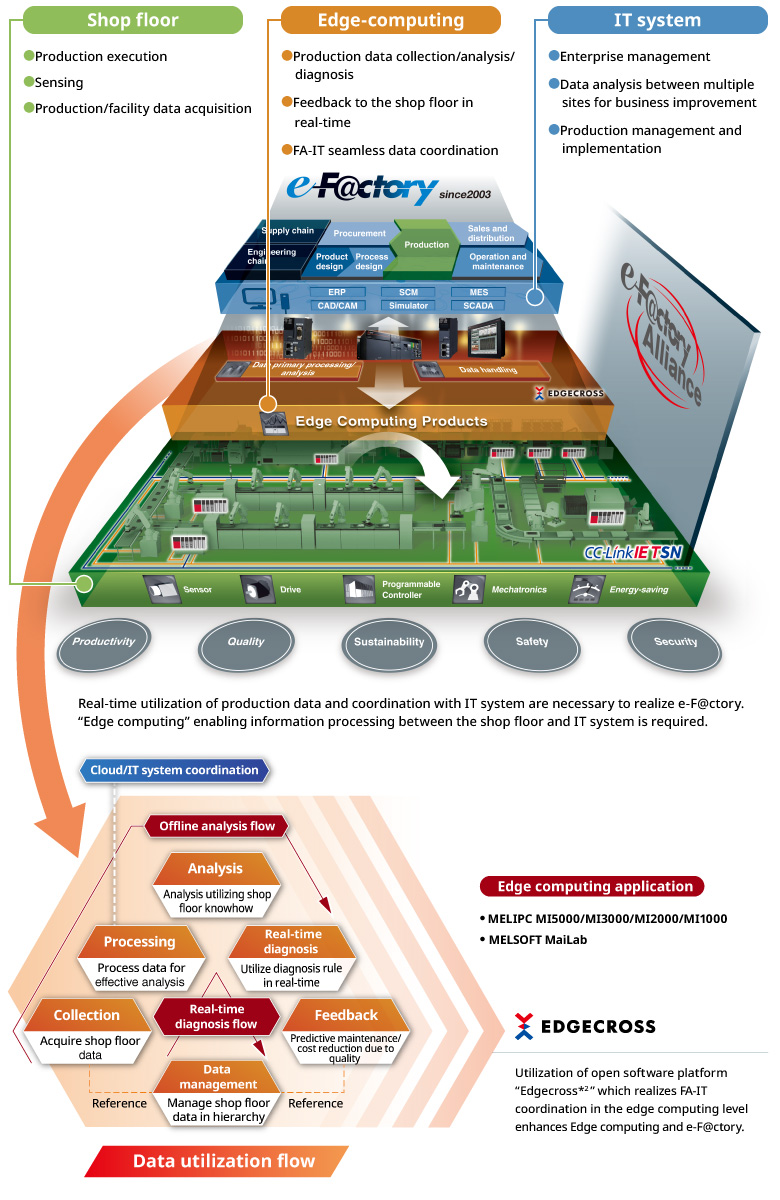 Shop floor
●Production execution
●Sensing
●Production/facility data acquisition
Edge-computing
●Production data collection/analysis/
diagnosis
●Feedback to the shop floor in
real-time
●FA-IT seamless data coordination
IT system
●Enterprise management
●Data analysis between multiple
sites for business improvement
●Production management and
implementation
e-F@ctory since2003
Supply chain
Procurement
Production
Sales and
distribution
Engineering
chain
Product
design
Process
design
Operation and
maintenance
ERP
SCM
MES
CAD/CAM
Simulator
SCADA
e-F@ctory
Alliance
Data primary processing/
analysis
Data handling
EDGECROSS
Edge Computing Products
CC-Link IE TSN
Sensor
Drive
Programmable
Controller
Mechatronics
Energy-saving
Productivity
Quality
Sustainability
Safety
Security
Real-time utilization of production data and coordination with IT system are necessary to realize e-F@ctory.
“Edge computing” enabling information processing between the shop floor and IT system is required.
Cloud/IT system coordination
Offline analysis flow
Analysis
Analysis utilizing shop
floor knowhow
Processing
Process data for
effective analysis
Real-time
diagnosis
Utilize diagnosis rule
in real-time
Collection
Acquire shop floor
data
Real-time
diagnosis flow
Feedback
Predictive maintenance/
cost reduction due to
quality
Data
management
Manage shop floor
data in hierarchy
Reference
Reference
Data utilization flow
Edge computing application
• MELIPC MI5000/MI3000/MI2000/MI1000
• MELSOFT MaiLab
EDGECROSS
Utilization of open software platform
“Edgecross*2” which realizes FA-IT
coordination in the edge computing level
enhances Edge computing and e-F@ctory.